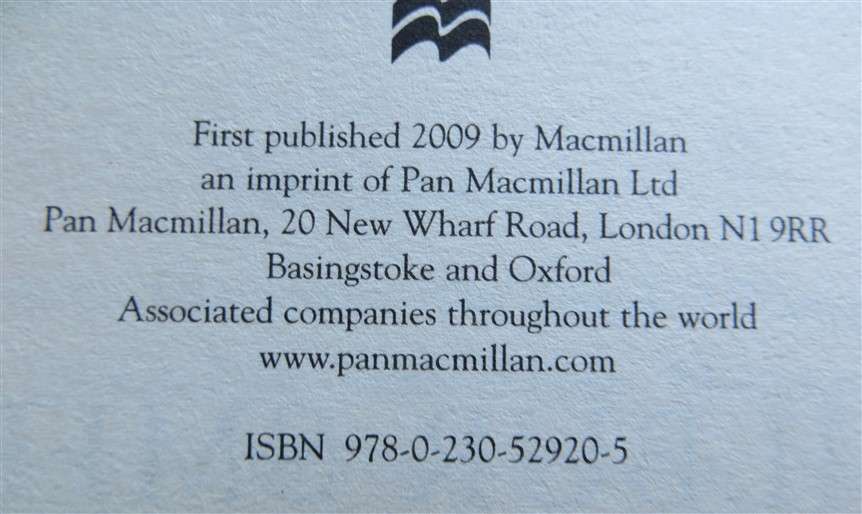 First published 2009 by Macmillan
an imprint of Pan Macmillan Ltd
Pan Macmillan, 20 New Wharf Road, London N1 9RR
Basingstoke and Oxford
Associated companies throughout the world
www.panmacmillan.com
ISBN 978-0-230-52920-5